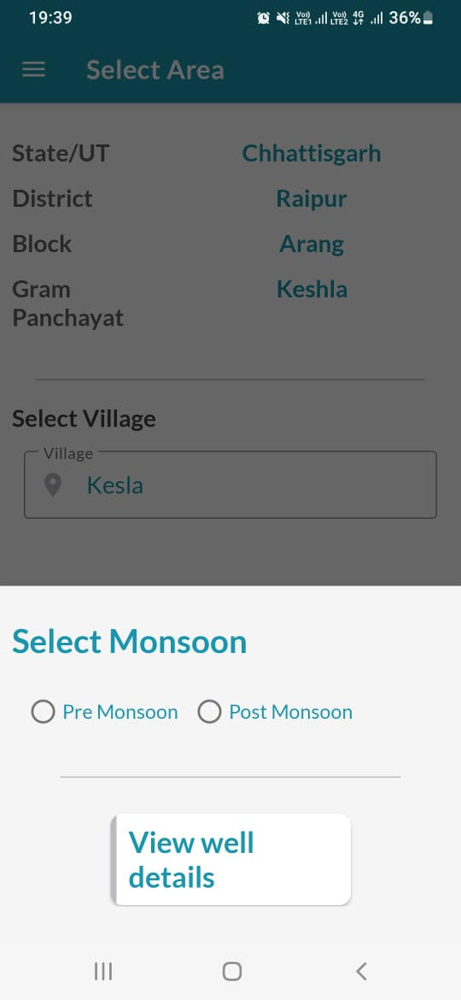 19:39 Vo) LTE1 Vo) LTE2 4G 36%
Select Area
State/UT Chhattisgarh
District Raipur
Block Arang
Gram Keshla
Panchayat
Select Village
Village
Kesla
Select Monsoon
Pre Monsoon Post Monsoon
View well
details